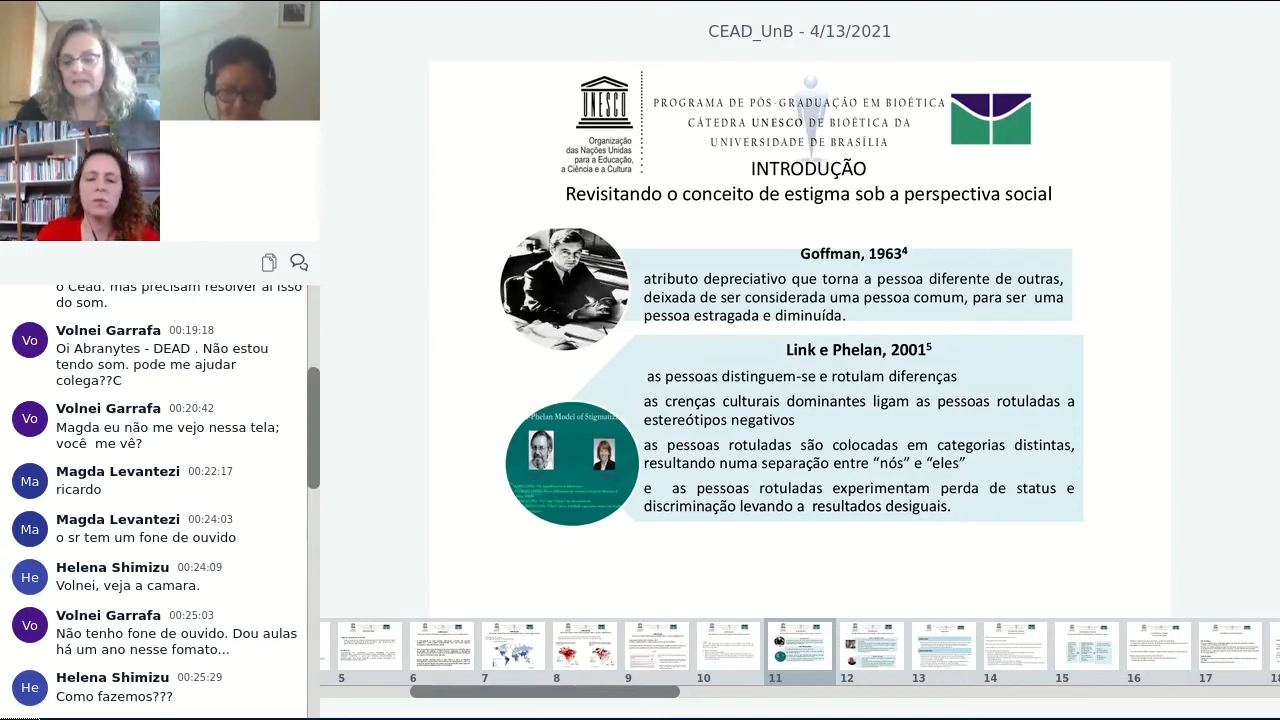 CEAD_UnB - 4/13/2021
o Cead. mas precisam resolver aí isso
do som.
Vo
Volnei Garrafa 00:19:18
Oi Abranytes - DEAD . Não estou
tendo som. pode me ajudar
colega??C
Vo
Volnei Garrafa 00:20:42
Magda eu não me vejo nessa tela;
você me vê?
Ma
Magda Levantezi 00:22:17
ricardo
Ma
Magda Levantezi 00:24:03
o sr tem um fone de ouvido
He
Helena Shimizu 00:24:09
Volnei, veja a camara.
Vo
Volnei Garrafa 00:25:03
Não tenho fone de ouvido. Dou aulas
há um ano nesse formato...
He
Helena Shimizu 00:25:29
Como fazemos???
UNESCO
Organização
das Nações Unidas
para a Educação,
a Ciência e a Cultura
PROGRAMA DE PÓS-GRADUAÇÃO EM BIOÉTICA
CÁTEDRA UNESCO DE BIOÉTICA DA
UNIVERSIDADE DE BRASÍLIA
INTRODUÇÃO
Revisitando o conceito de estigma sob a perspectiva social
Goffman, 1963⁴
atributo depreciativo que torna a pessoa diferente de outras,
deixada de ser considerada uma pessoa comum, para ser uma
pessoa estragada e diminuída.
Link e Phelan, 2001⁵
as pessoas distinguem-se e rotulam diferenças
as crenças culturais dominantes ligam as pessoas rotuladas a
estereótipos negativos
as pessoas rotuladas são colocadas em categorias distintas,
resultando numa separação entre “nós” e “eles”
e as pessoas rotuladas experimentam perda de status e
discriminação levando a resultados desiguais.
Phelan Model of
5 6 7 8 9 10 11 12 13 14 15 16 17 18